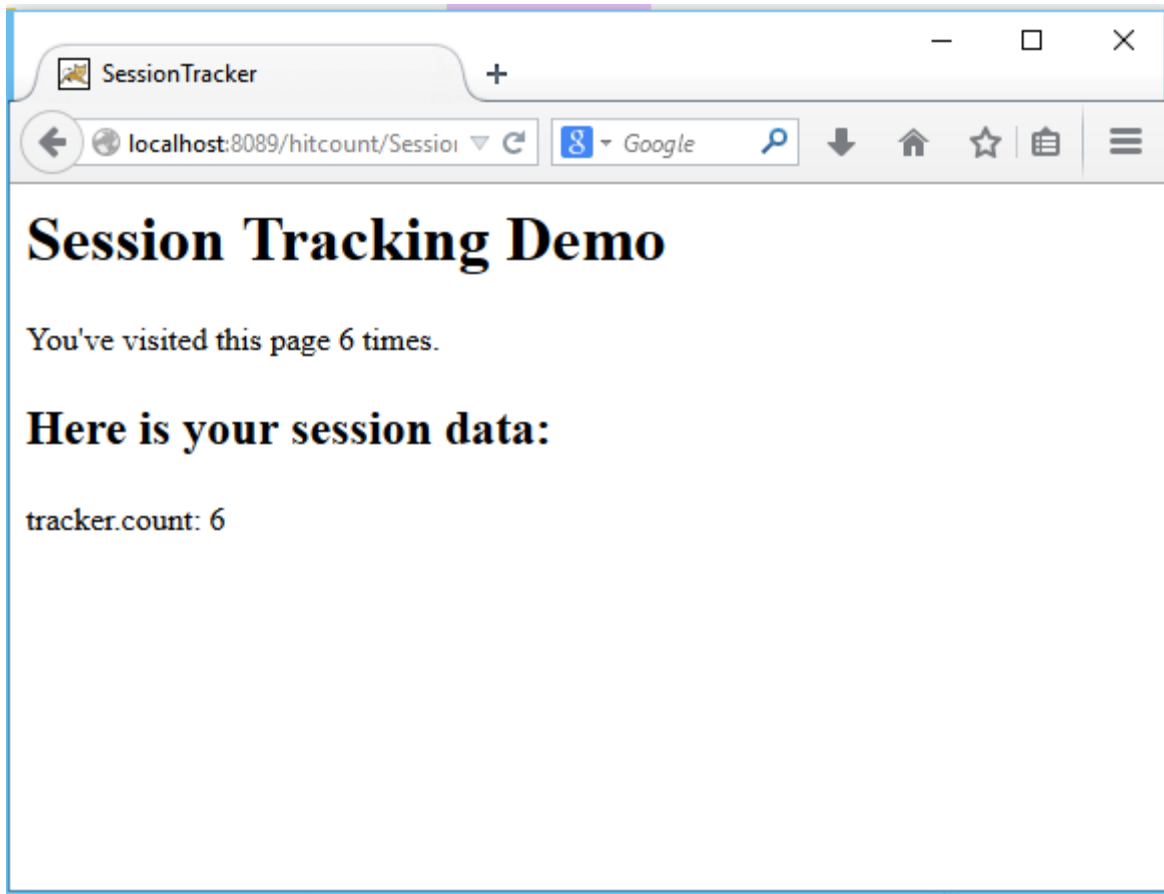 SessionTracker
localhost:8089/hitcount/Session
Google
Session Tracking Demo
You've visited this page 6 times.
Here is your session data:
tracker.count: 6